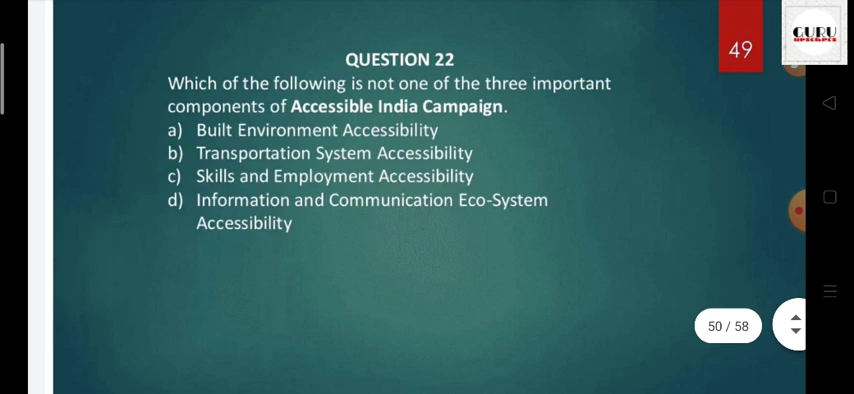 49
GURU
QUESTION 22
Which of the following is not one of the three important
components of Accessible India Campaign.
a) Built Environment Accessibility
b) Transportation System Accessibility
c) Skills and Employment Accessibility
d) Information and Communication Eco-System
Accessibility
50 / 58